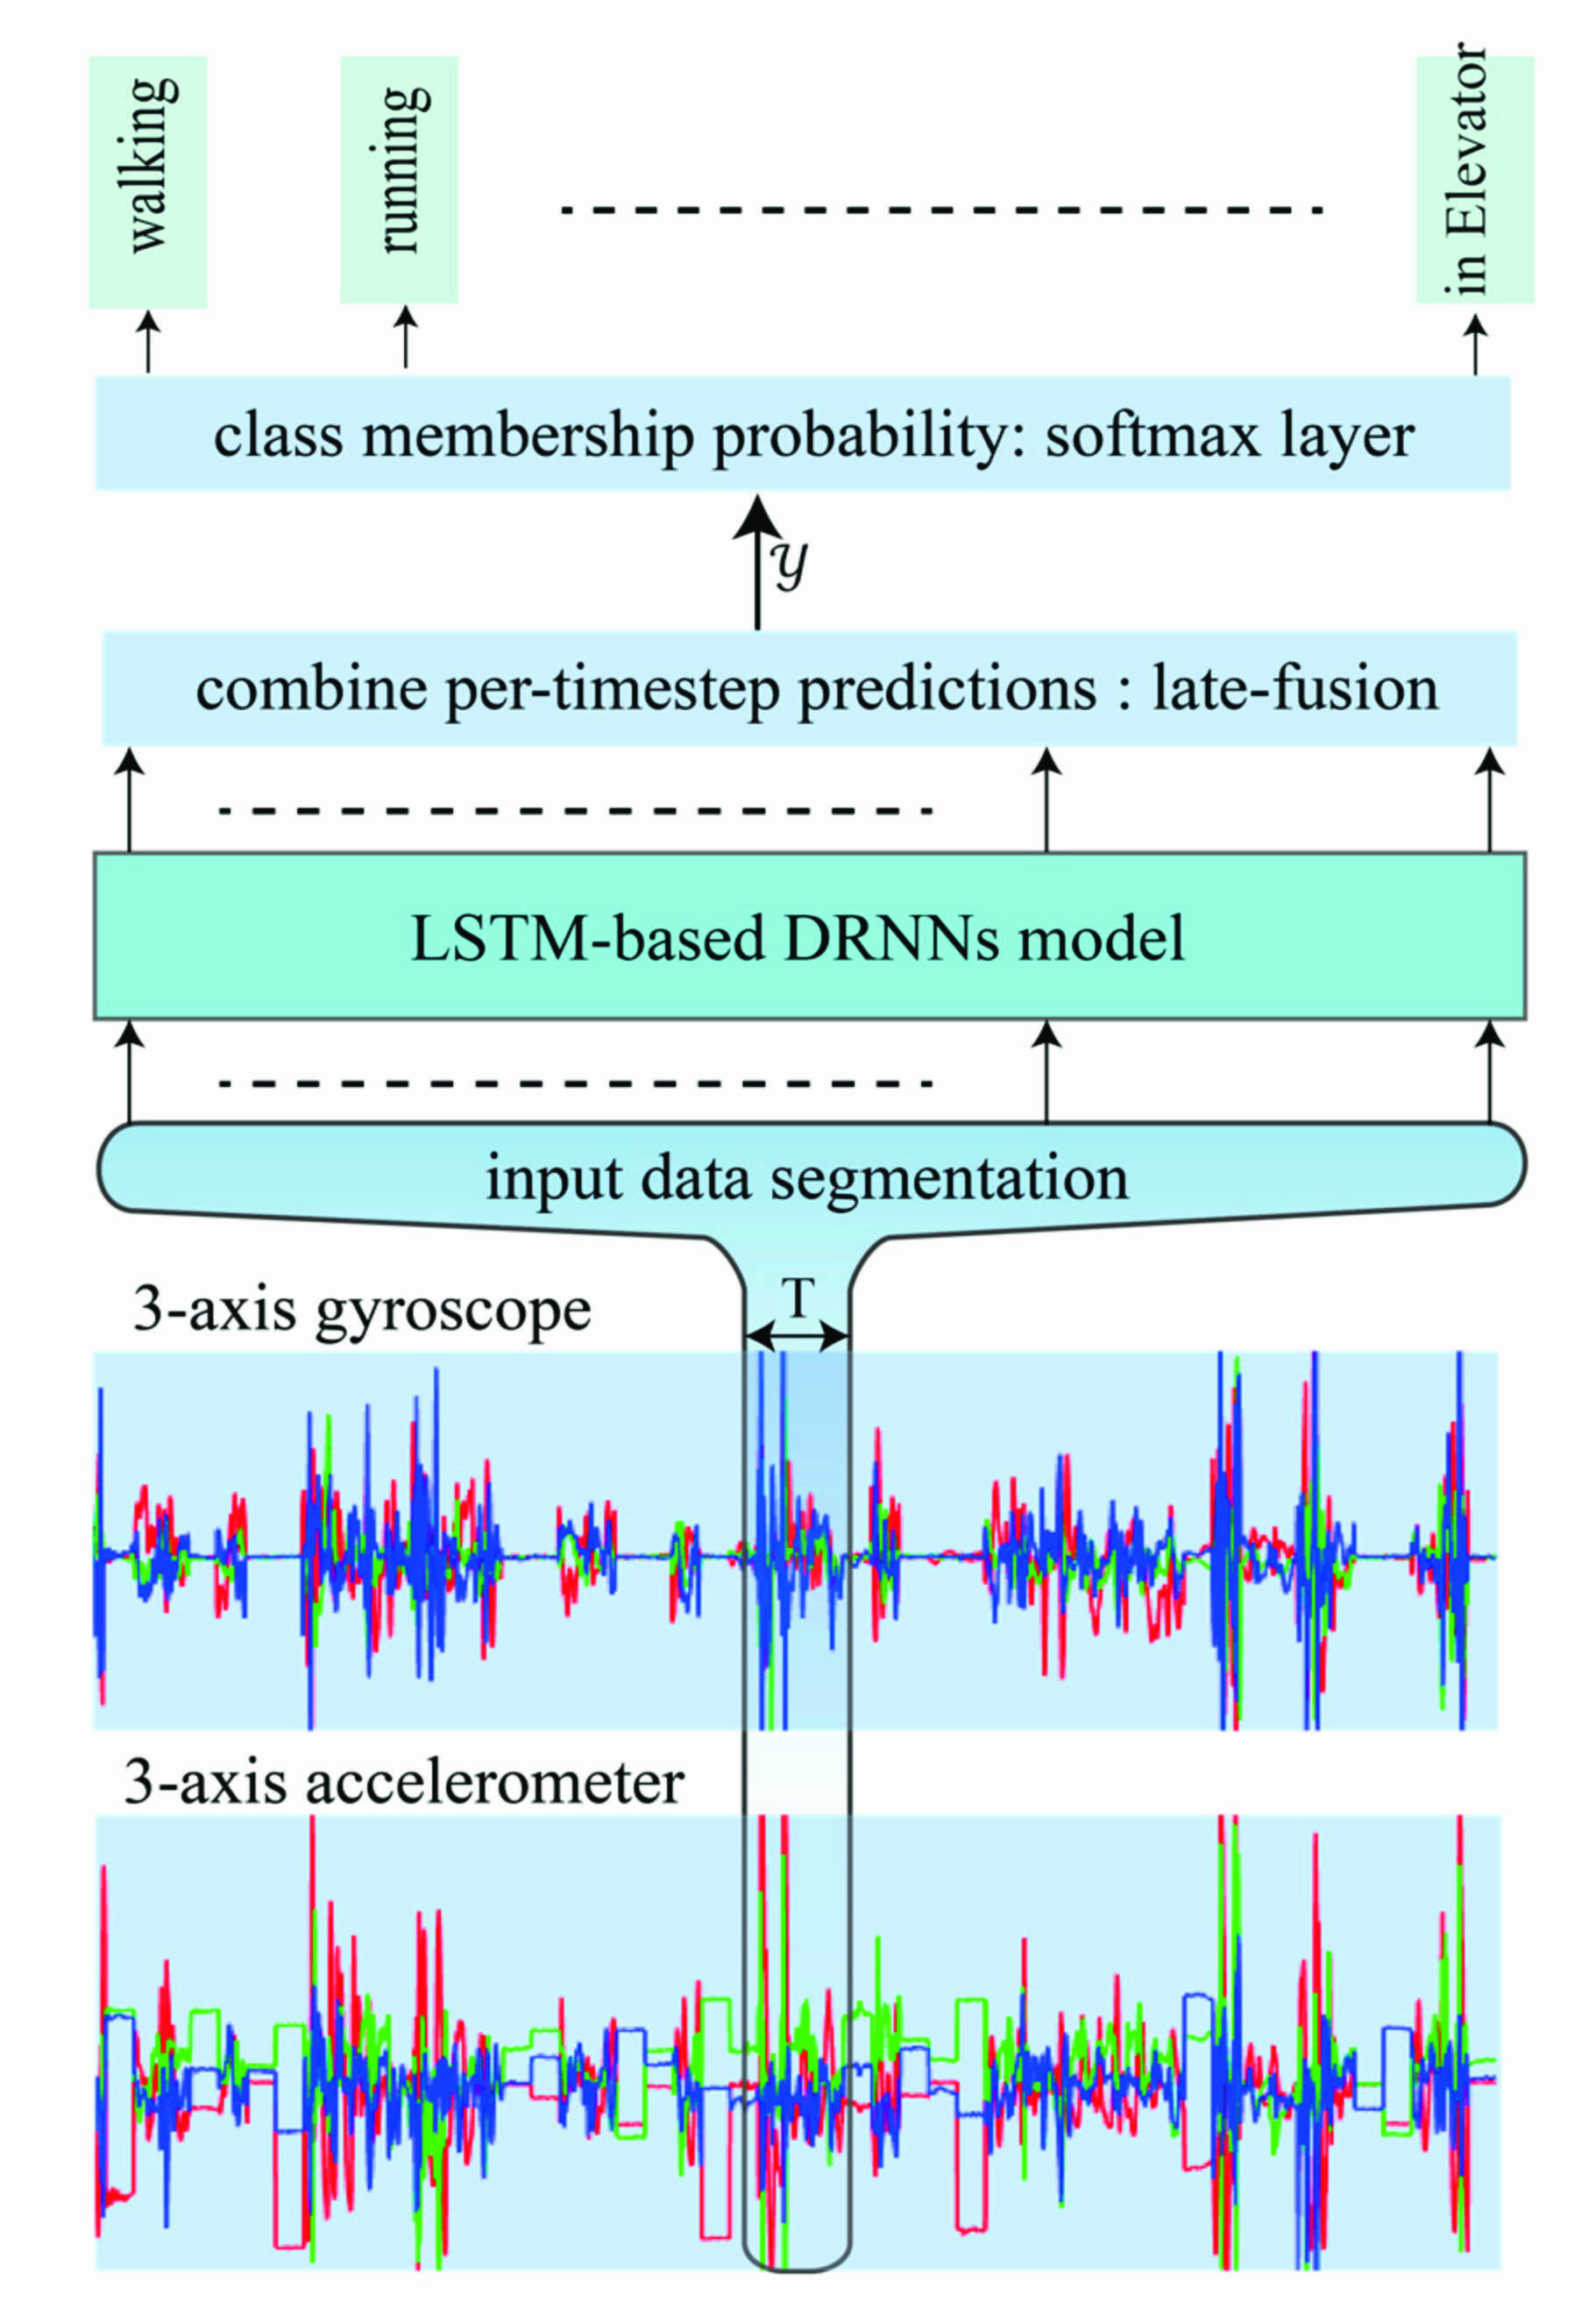 walking
running
in Elevator
class membership probability: softmax layer
y
combine per-timestep predictions : late-fusion
LSTM-based DRNNs model
input data segmentation
T
3-axis gyroscope
3-axis accelerometer